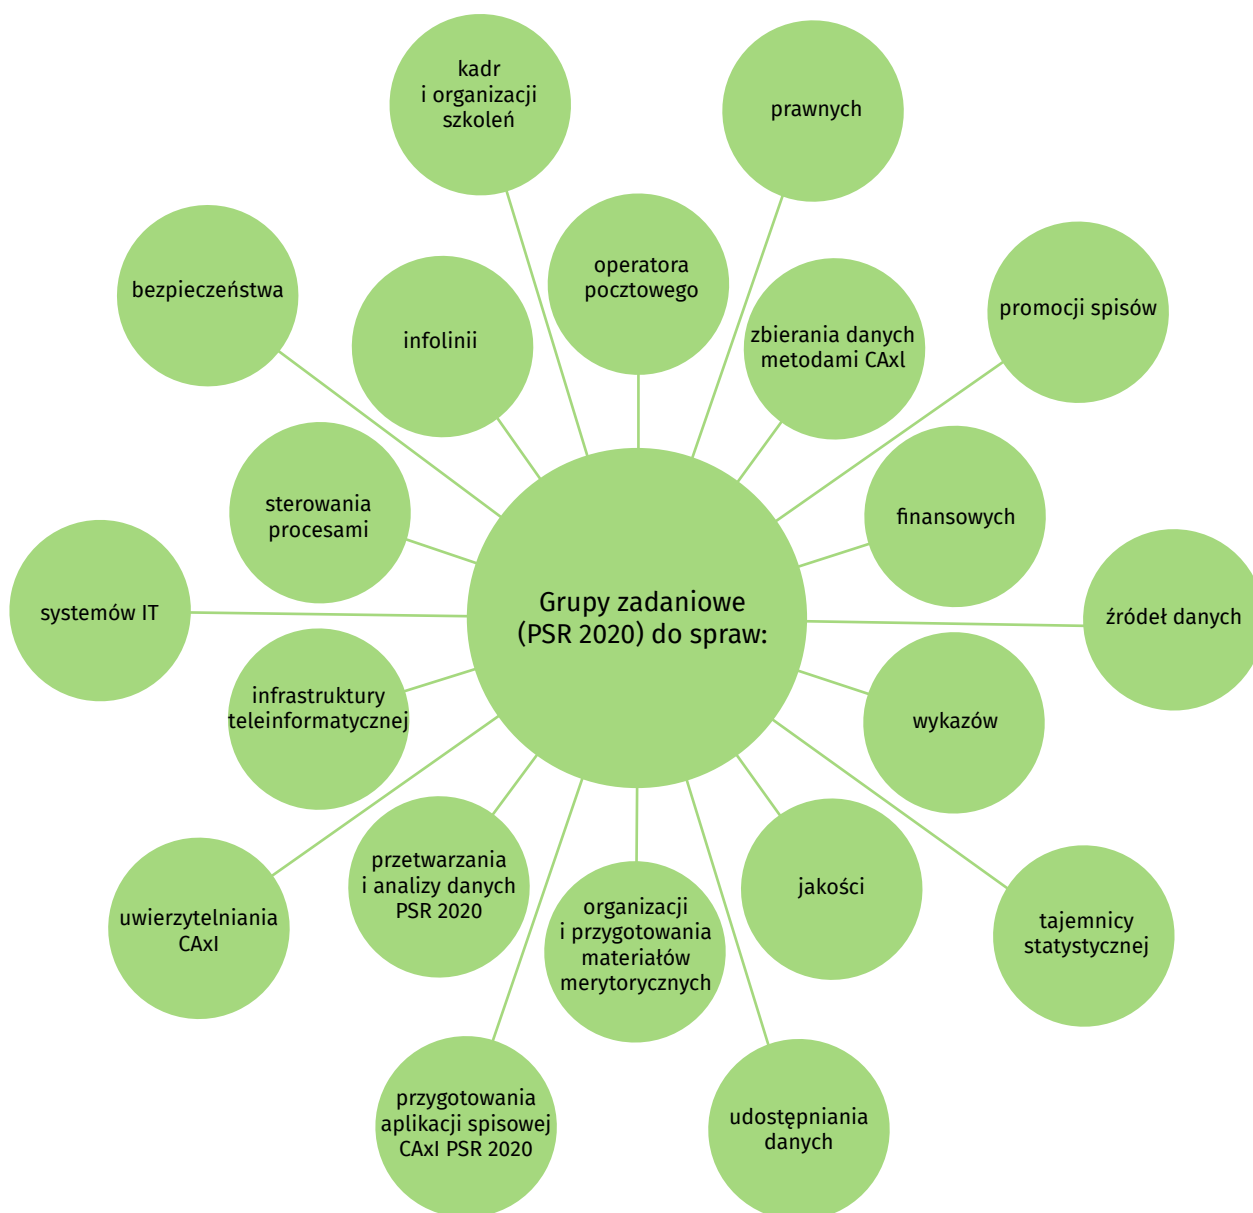 kadr
i organizacji
szkoleń
prawnych
operatora
pocztowego
bezpieczeństwa
promocji spisów
infolinii
zbierania danych
metodami CAxl
sterowania
procesami
finansowych
systemów IT
Grupy zadaniowe
(PSR 2020) do spraw:
źródeł danych
infrastruktury
teleinformatycznej
wykazów
przetwarzania
i analizy danych
PSR 2020
jakości
organizacji
i przygotowania
materiałów
merytorycznych
uwierzytelniania
CAxI
tajemnicy
statystycznej
przygotowania
aplikacji spisowej
CAxI PSR 2020
udostępniania
danych